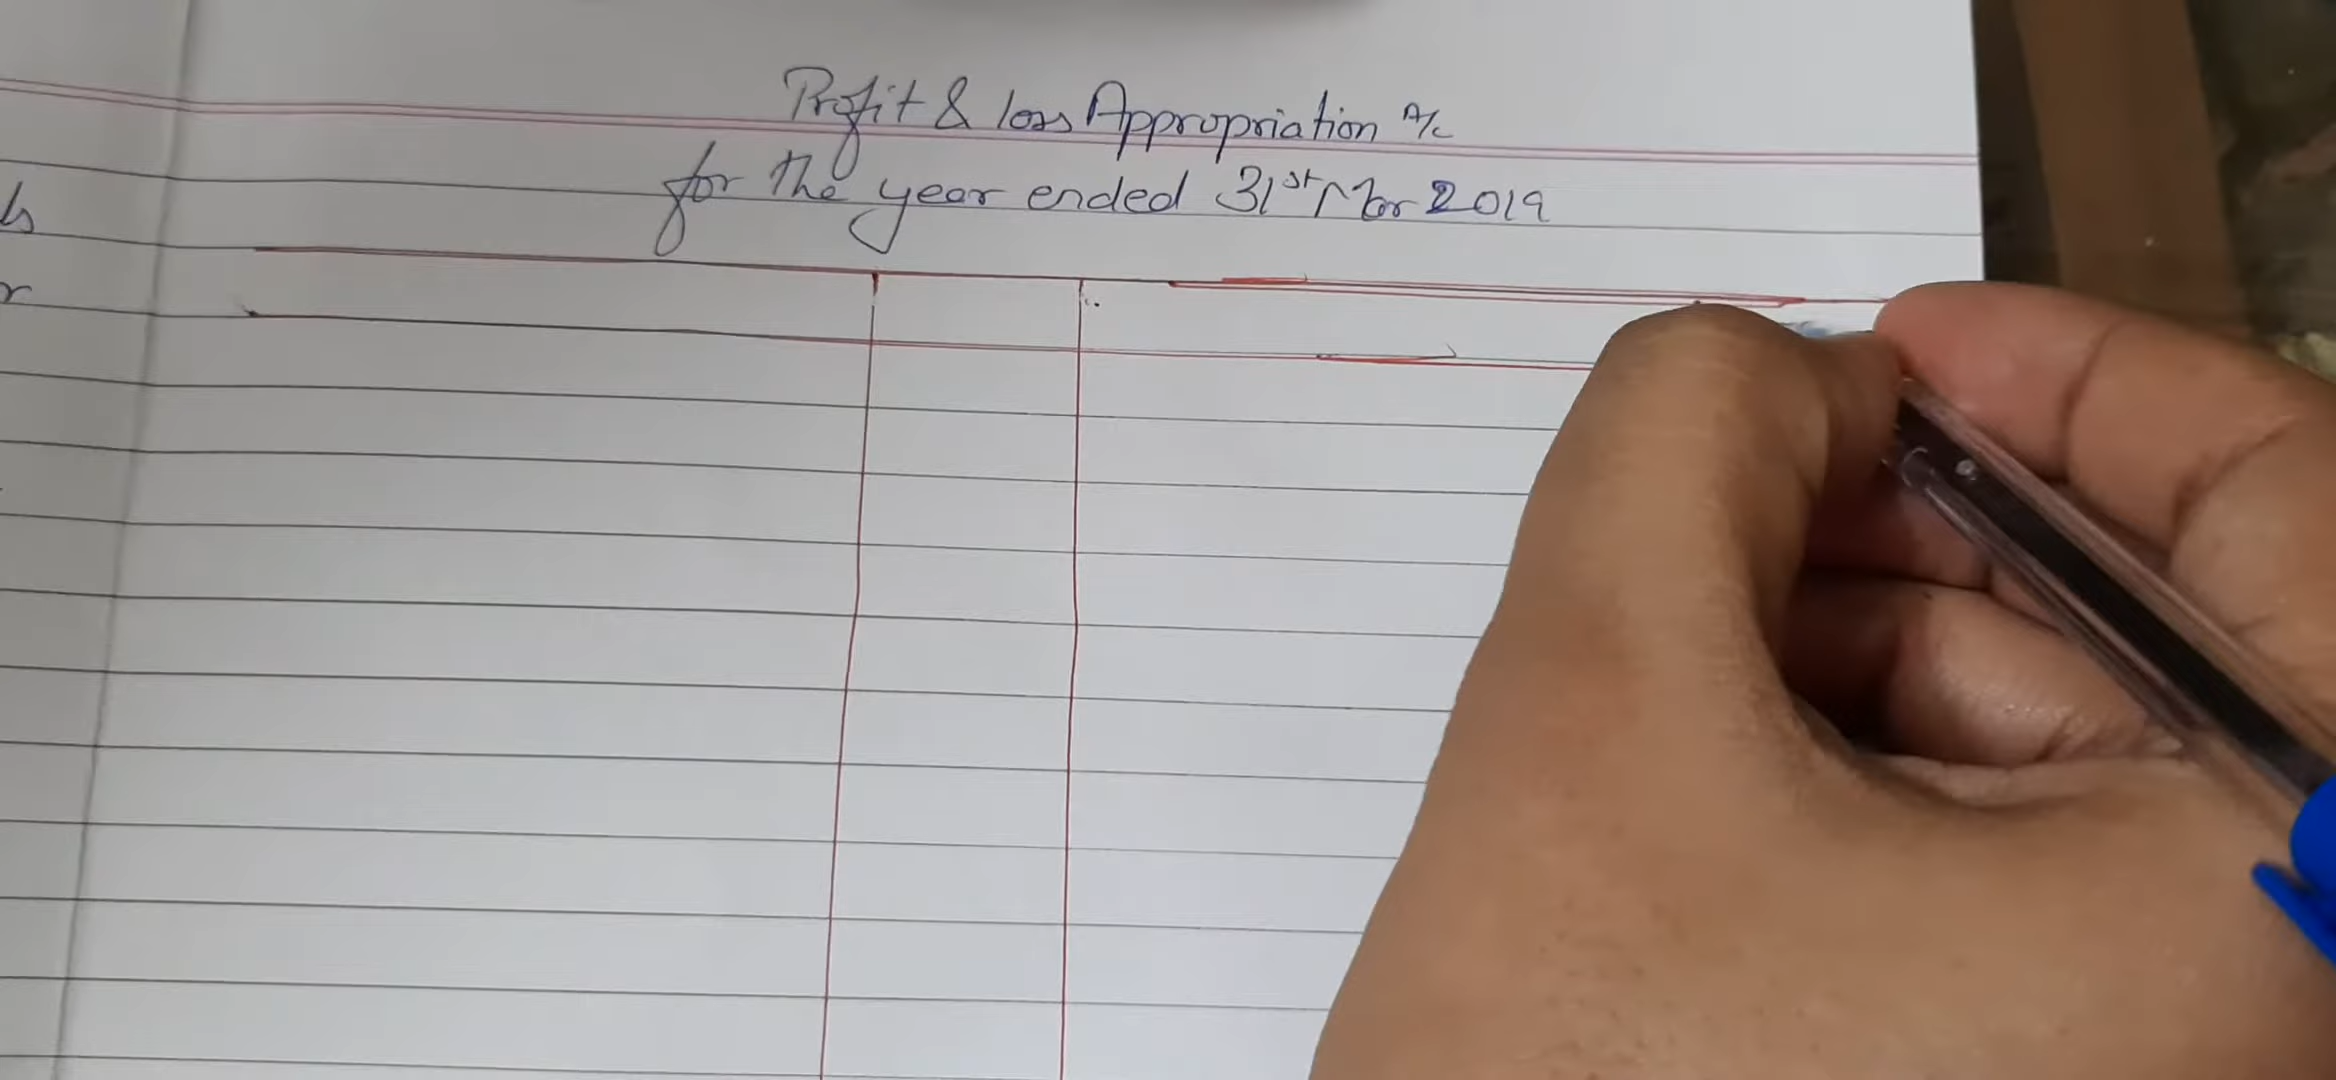 Profit & loss Appropriation A/c
for the year ended 31st Mar 2019